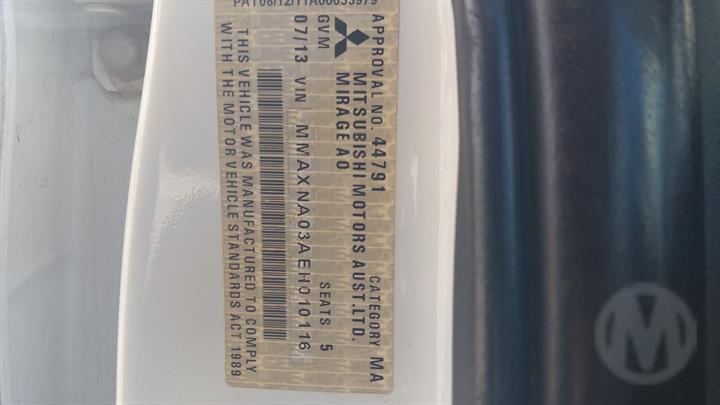 APPROVAL NO. 44791 CATEGORY MA
MITSUBISHI MOTORS AUST.LTD.
MIRAGE AO
GVM SEATS 5
07/13 VIN MMAXNA03AEH010116
THIS VEHICLE WAS MANUFACTURED TO COMPLY
WITH THE MOTOR VEHICLE STANDARDS ACT 1989
M